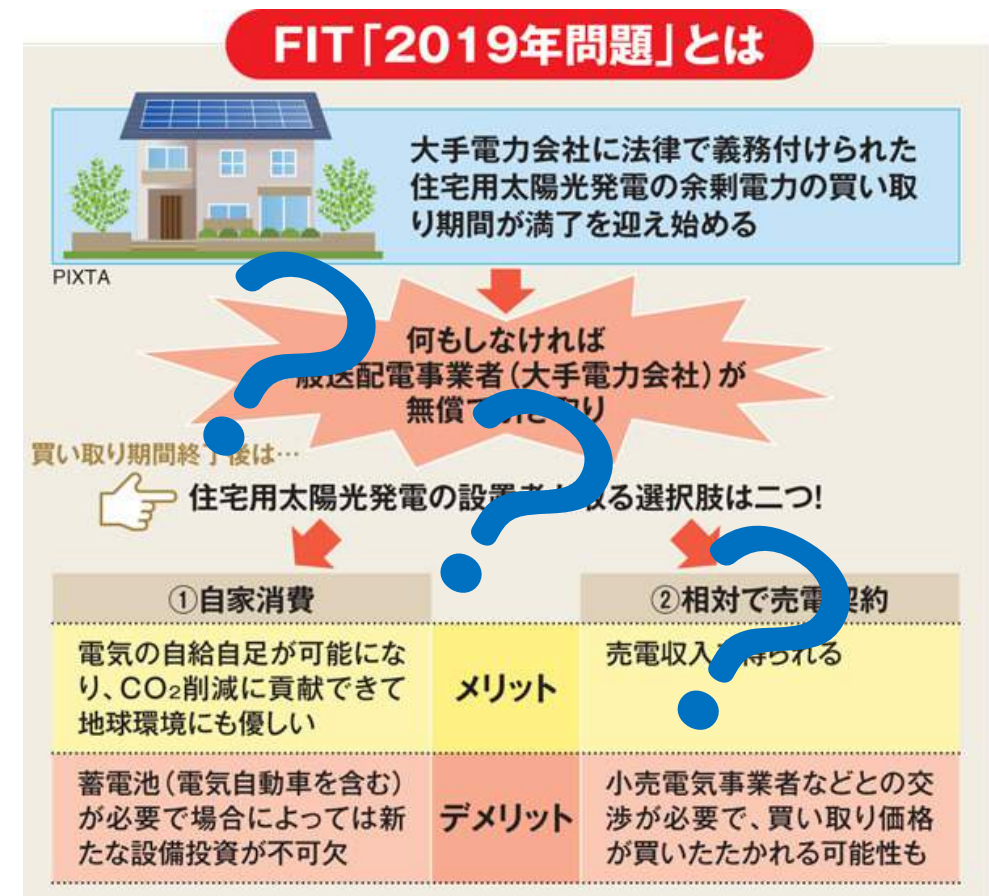 FIT「2019年問題」とは
大手電力会社に法律で義務付けられた
住宅用太陽光発電の余剰電力の買い取
り期間が満了を迎え始める
PIXTA
何もしなければ
般送配電事業者(大手電力会社)が
無償で引き取り
買い取り期間終了後は…
住宅用太陽光発電の設置者 取る選択肢は二つ!
①自家消費
②相対で売電契約
電気の自給自足が可能にな
り、CO₂削減に貢献できて
地球環境にも優しい
メリット
売電収入 得られる
蓄電池(電気自動車を含む)
が必要で場合によっては新
たな設備投資が不可欠
デメリット
小売電気事業者などとの交
渉が必要で、買い取り価格
が買いたたかれる可能性も
?
?
?